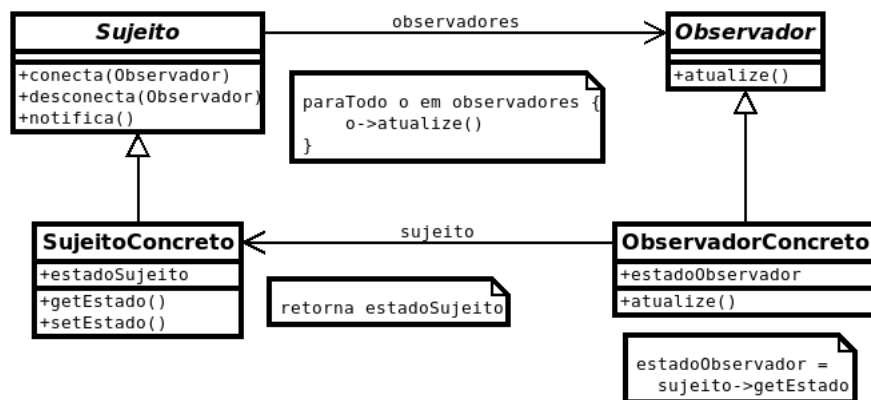 Sujeito
+conecta(Observador)
+desconecta(Observador)
+notifica()
observadores
Observador
+atualize()
paraTodo o em observadores {
o->atualize()
}
SujeitoConcreto
+estadoSujeito
+getEstado()
+setEstado()
sujeito
ObservadorConcreto
+estadoObservador
+atualize()
retorna estadoSujeito
estadoObservador =
sujeito->getEstado